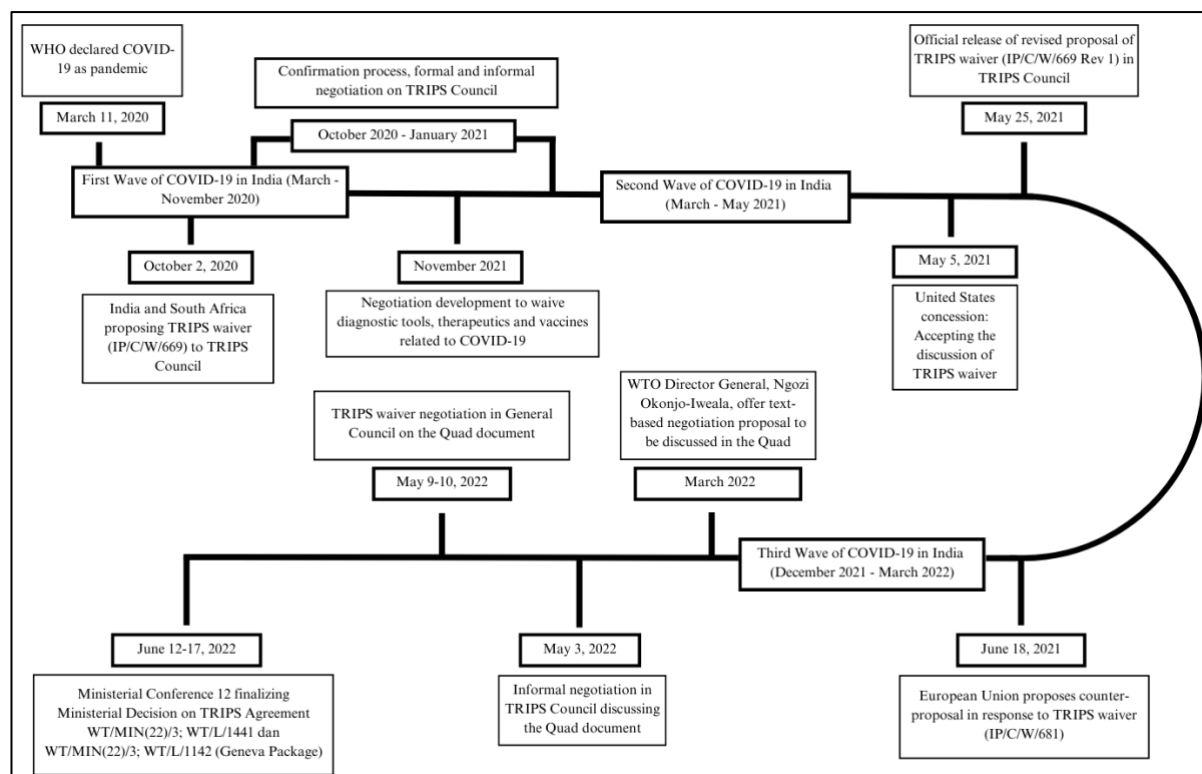 WHO declared COVID-
19 as pandemic
March 11, 2020
Confirmation process, formal and informal
negotiation on TRIPS Council
October 2020 - January 2021
Official release of revised proposal of
TRIPS waiver (IP/C/W/669 Rev 1) in
TRIPS Council
May 25, 2021
First Wave of COVID-19 in India (March -
November 2020)
Second Wave of COVID-19 in India
(March - May 2021)
October 2, 2020
India and South Africa
proposing TRIPS waiver
(IP/C/W/669) to TRIPS
Council
November 2021
Negotiation development to waive
diagnostic tools, therapeutics and vaccines
related to COVID-19
May 5, 2021
United States
concession:
Accepting the
discussion of
TRIPS waiver
TRIPS waiver negotiation in General
Council on the Quad document
May 9-10, 2022
WTO Director General, Ngozi
Okonjo-Iweala, offer text-
based negotiation proposal to
be discussed in the Quad
March 2022
Third Wave of COVID-19 in India
(December 2021 - March 2022)
June 12-17, 2022
Ministerial Conference 12 finalizing
Ministerial Decision on TRIPS Agreement
WT/MIN(22)/3; WT/L/1441 dan
WT/MIN(22)/3; WT/L/1142 (Geneva Package)
May 3, 2022
Informal negotiation in
TRIPS Council discussing
the Quad document
June 18, 2021
European Union proposes counter-
proposal in response to TRIPS waiver
(IP/C/W/681)